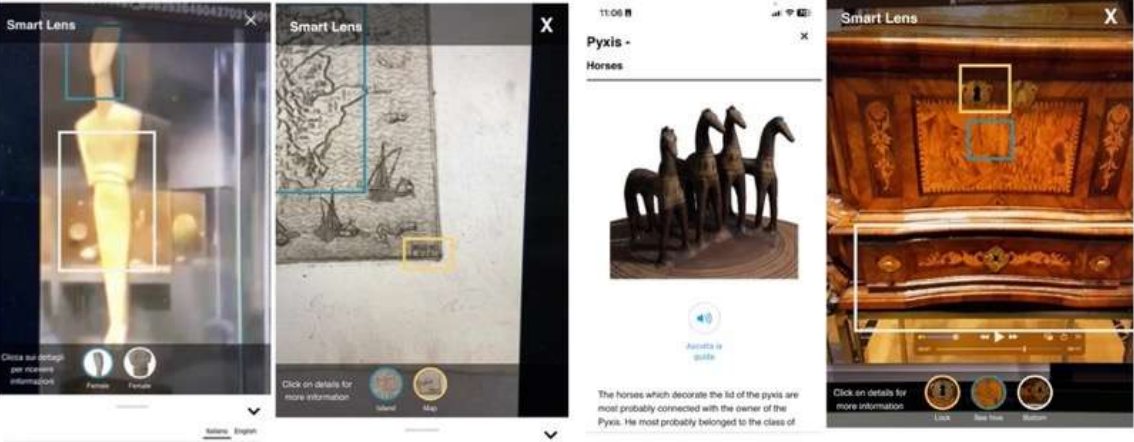 Smart Lens
X
Clicca sui dettagli
per ricevere
informazioni
Female
Female
Italiano English
Smart Lens
X
Click on details for
more information
Island
Map
11:06
Pyxis -
Horses
Ascolta la
guida
The horses which decorate the lid of the pyxis are
most probably connected with the owner of the
Pyxis. He most probably belonged to the class of
Smart Lens
X
Click on details for
more information
Lock
Bee hive
Bottom